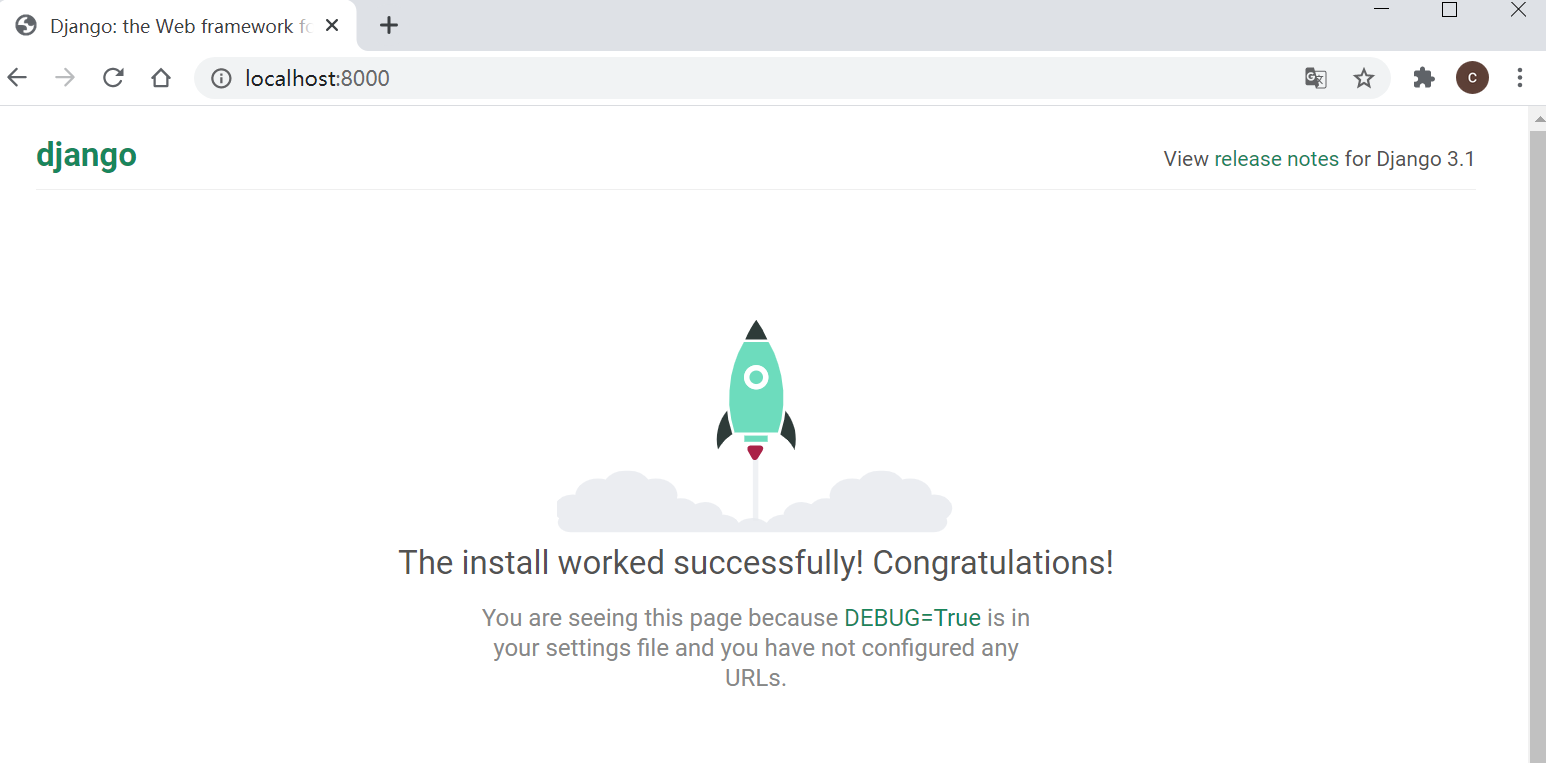 Django: the Web framework fo
localhost:8000
C
django
View release notes for Django 3.1
The install worked successfully! Congratulations!
You are seeing this page because DEBUG=True is in
your settings file and you have not configured any
URLs.